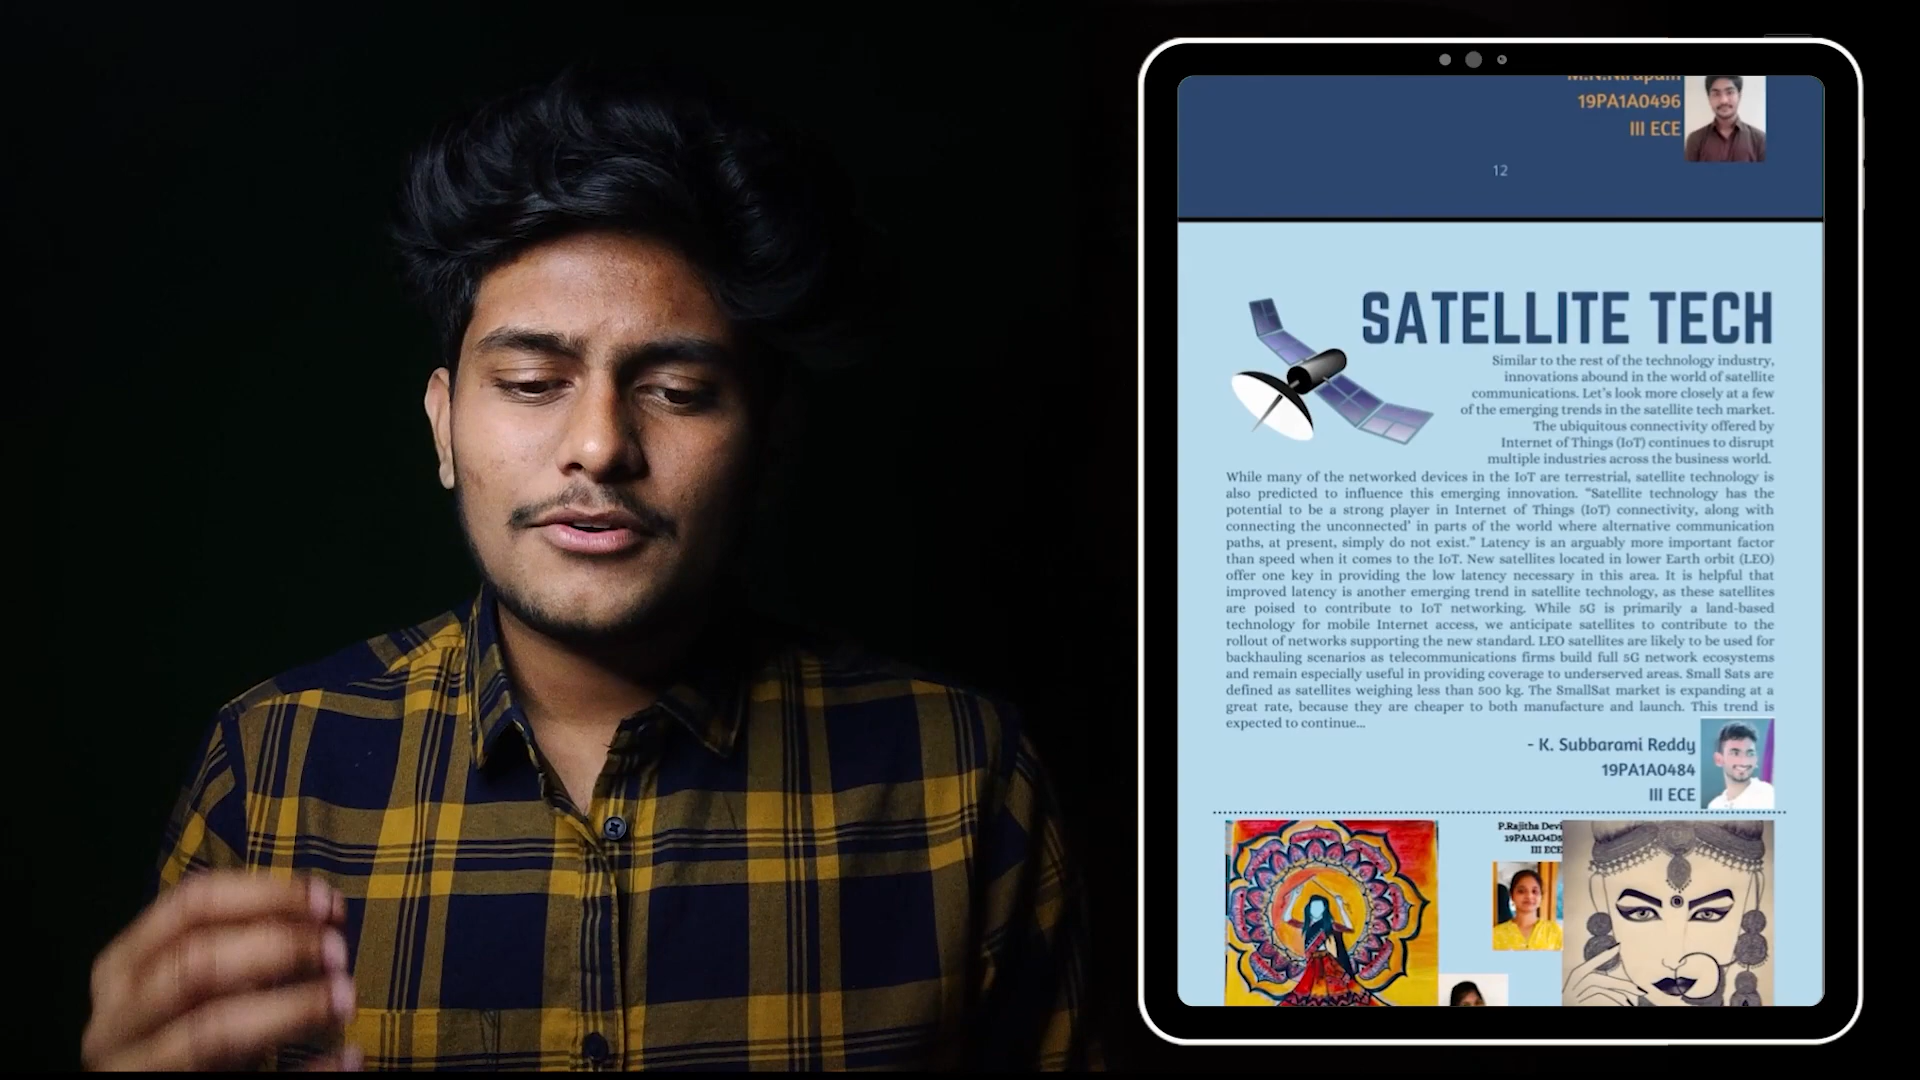 M.N.Nirupam
19PA1A0496
III ECE
12
SATELLITE TECH
Similar to the rest of the technology industry,
innovations abound in the world of satellite
communications. Let's look more closely at a few
of the emerging trends in the satellite tech market.
The ubiquitous connectivity offered by
Internet of Things (IoT) continues to disrupt
multiple industries across the business world.
While many of the networked devices in the IoT are terrestrial, satellite technology is
also predicted to influence this emerging innovation. "Satellite technology has the
potential to be a strong player in Internet of Things (IoT) connectivity, along with
connecting the unconnected' in parts of the world where alternative communication
paths, at present, simply do not exist." Latency is an arguably more important factor
than speed when it comes to the IoT. New satellites located in lower Earth orbit (LEO)
offer one key in providing the low latency necessary in this area. It is helpful that
improved latency is another emerging trend in satellite technology, as these satellites
are poised to contribute to IoT networking. While 5G is primarily a land-based
technology for mobile Internet access, we anticipate satellites to contribute to the
rollout of networks supporting the new standard. LEO satellites are likely to be used for
backhauling scenarios as telecommunications firms build full 5G network ecosystems
and remain especially useful in providing coverage to underserved areas. Small Sats are
defined as satellites weighing less than 500 kg. The SmallSat market is expanding at a
great rate, because they are cheaper to both manufacture and launch. This trend is
expected to continue...
- K. Subbarami Reddy
19PA1A0484
III ECE
P.Rajitha Devi
19PA1A04D5
III ECE